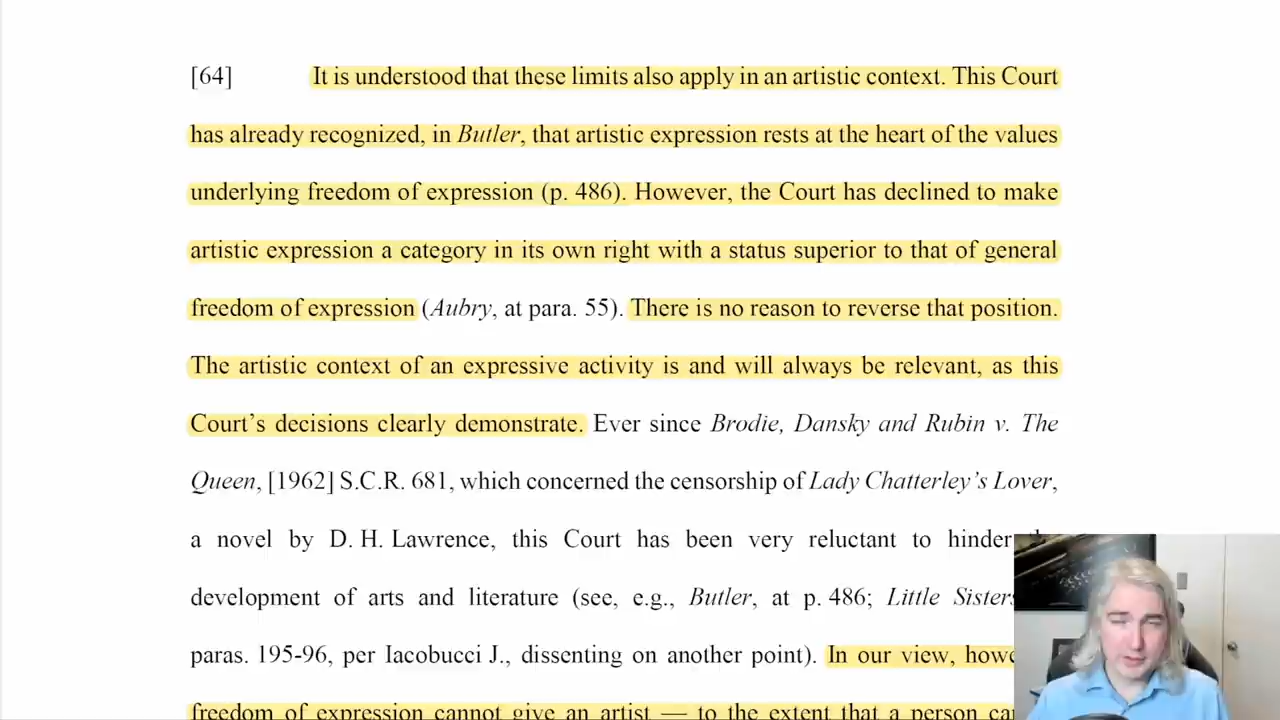 [64] It is understood that these limits also apply in an artistic context. This Court
has already recognized, in Butler, that artistic expression rests at the heart of the values
underlying freedom of expression (p. 486). However, the Court has declined to make
artistic expression a category in its own right with a status superior to that of general
freedom of expression (Aubry, at para. 55). There is no reason to reverse that position.
The artistic context of an expressive activity is and will always be relevant, as this
Court’s decisions clearly demonstrate. Ever since Brodie, Dansky and Rubin v. The
Queen, [1962] S.C.R. 681, which concerned the censorship of Lady Chatterley’s Lover,
a novel by D. H. Lawrence, this Court has been very reluctant to hinder
development of arts and literature (see, e.g., Butler, at p. 486; Little
paras. 195-96, per Iacobucci J., dissenting on another point). In our view,
freedom of expression cannot give an artist — to the extent that a person